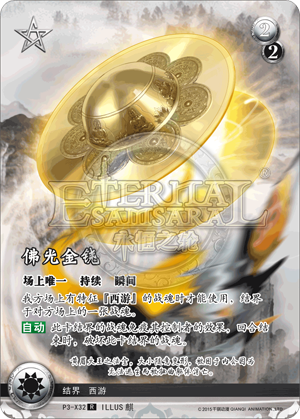 2
2
ETERNAL
SAMSARA
永恒之轮
佛光金铙
场上唯一 持续 瞬间
我方场上有特征『西游』的战魂时才能使用，结界
于对方场上的一张战魂。
自动 此卡结界的战魂免疫其控制者的效果，回合结
束时，破坏此卡结界的战魂。
结界 西游
P3-X32 R ILLUS 麒